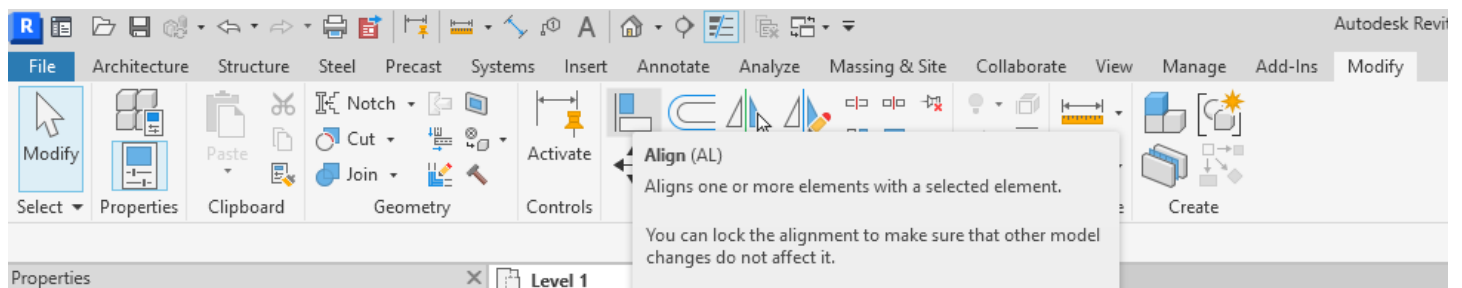 R
A
Autodesk Revit
File Architecture Structure Steel Precast Systems Insert Annotate Analyze Massing & Site Collaborate View Manage Add-Ins Modify
Notch
Cut
Modify Paste Activate
Join
Select Properties Clipboard Geometry Controls Create
Align (AL)
Aligns one or more elements with a selected element.
You can lock the alignment to make sure that other model
changes do not affect it.
Properties Level 1